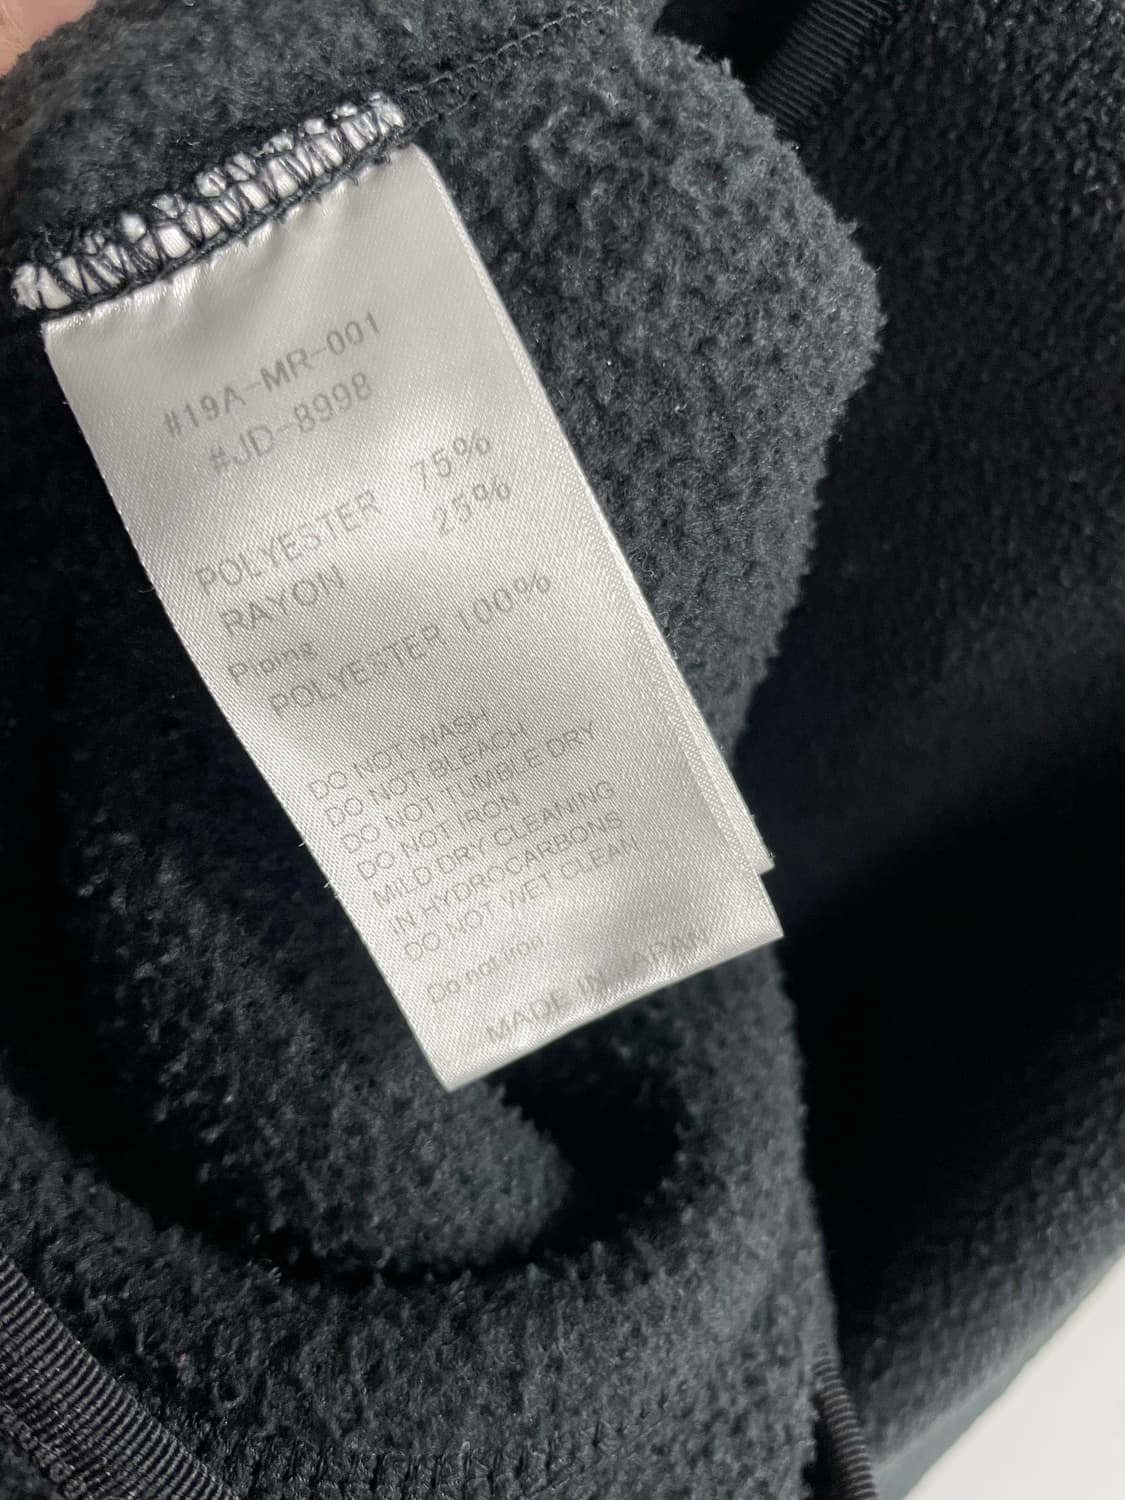 #19A-MR-001
#JD-8998
POLYESTER 75%
RAYON 25%
Piping
POLYESTER 100%
DO NOT WASH
DO NOT BLEACH
DO NOT TUMBLE DRY
DO NOT IRON
MILD DRY CLEANING
IN HYDROCARBONS
DO NOT WET CLEAN
Do not iron.
MADE IN JAPAN